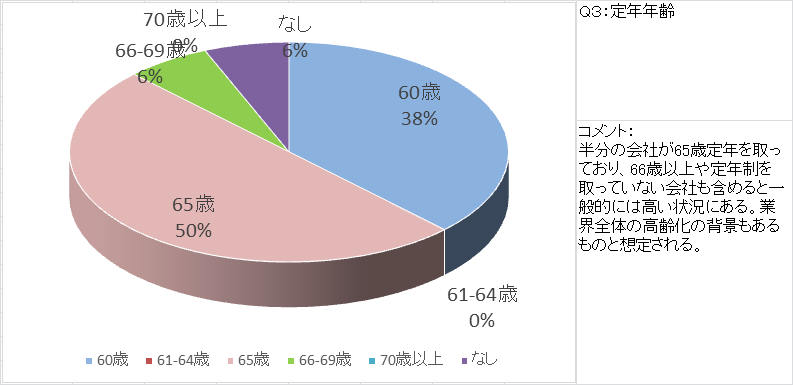 70歳以上
0%
なし
6%
66-69歳
6%
60歳
38%
65歳
50%
61-64歳
0%
60歳 61-64歳 65歳 66-69歳 70歳以上 なし
Q3：定年年齢
コメント：
半分の会社が65歳定年を取っ
ており、66歳以上や定年制を
取っていない会社も含めると一
般的には高い状況にある。業
界全体の高齢化の背景もある
ものと想定される。